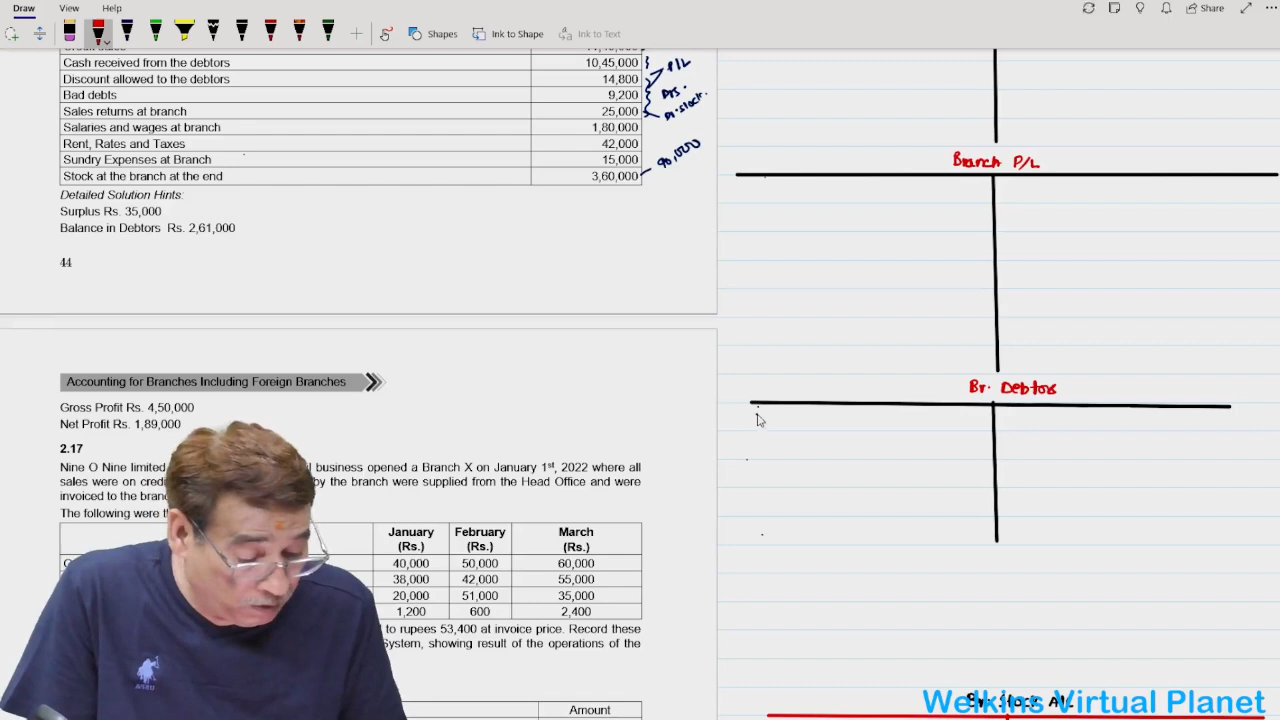 Draw View Help Share
Shapes Ink to Shape Ink to Text
Cash received from the debtors 10,45,000
Discount allowed to the debtors 14,800
Bad debts 9,200
Sales returns at branch 25,000
Salaries and wages at branch 1,80,000
Rent, Rates and Taxes 42,000
Sundry Expenses at Branch 15,000
Stock at the branch at the end 3,60,000
P/L
90,000
Detailed Solution Hints:
Surplus Rs. 35,000
Balance in Debtors Rs. 2,61,000
44
Accounting for Branches Including Foreign Branches
Gross Profit Rs. 4,50,000
Net Profit Rs. 1,89,000
2.17
Nine O Nine limited l business opened a Branch X on January 1st, 2022 where all
sales were on cred by the branch were supplied from the Head Office and were
invoiced to the bran
The following were th
January February March
(Rs.) (Rs.) (Rs.)
40,000 50,000 60,000
38,000 42,000 55,000
20,000 51,000 35,000
1,200 600 2,400
to rupees 53,400 at invoice price. Record these
System, showing result of the operations of the
Amount
Branch P/L
Br. Debtors
Br. Stock A/c
Welkins Virtual Planet